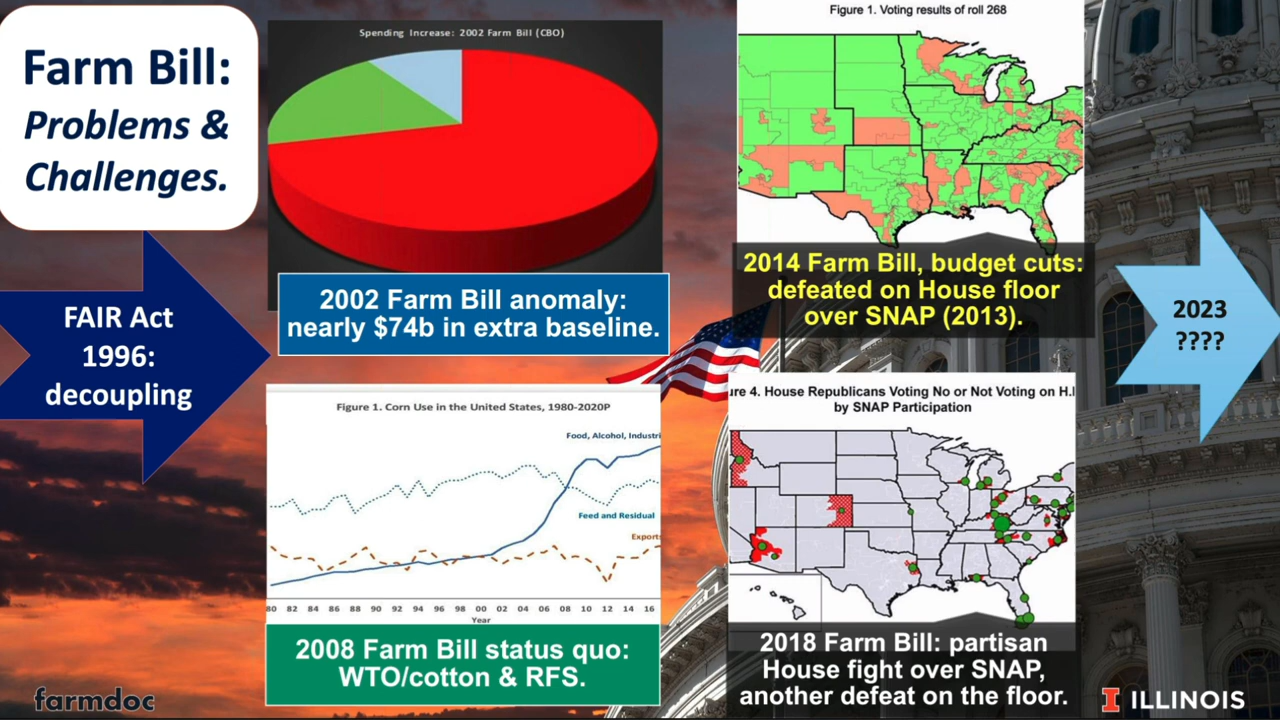 Farm Bill:
Problems &
Challenges.
FAIR Act
1996:
decoupling
Spending Increase: 2002 Farm Bill (CBO)
2002 Farm Bill anomaly:
nearly $74b in extra baseline.
Figure 1. Corn Use in the United States, 1980-2020P
Food, Alcohol, Industri
Feed and Residual
Exports
80 82 84 86 88 90 92 94 96 98 00 02 04 06 08 10 12 14 16
Year
2008 Farm Bill status quo:
WTO/cotton & RFS.
Figure 1. Voting results of roll 268
2014 Farm Bill, budget cuts:
defeated on House floor
over SNAP (2013).
ure 4. House Republicans Voting No or Not Voting on H.
by SNAP Participation
2018 Farm Bill: partisan
House fight over SNAP,
another defeat on the floor.
2023
????
farmdoc
I ILLINOIS